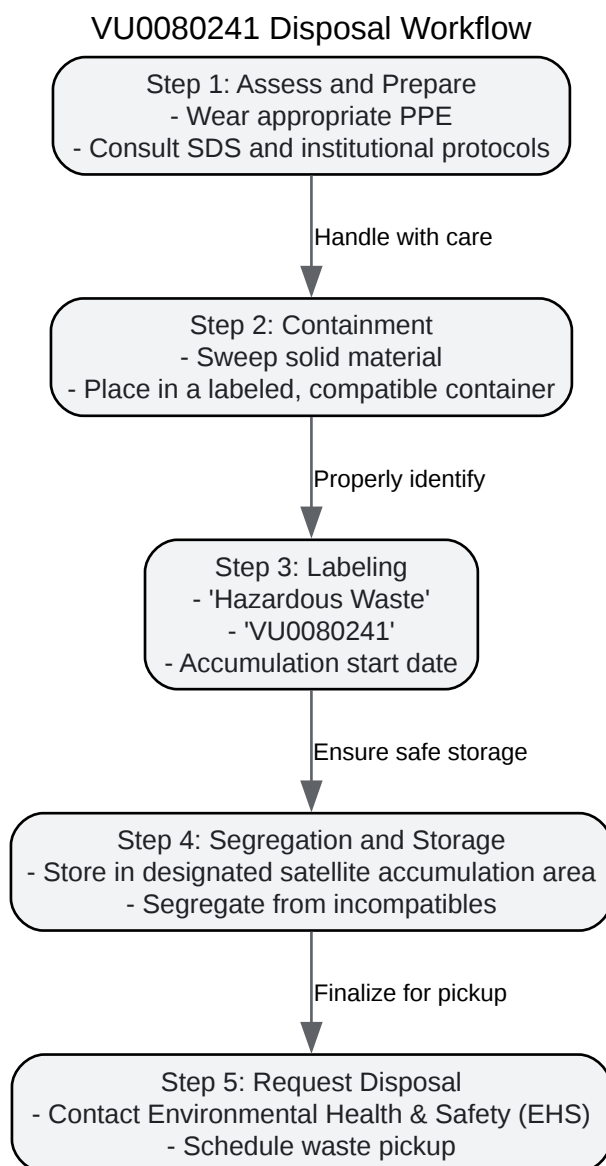 VU0080241 Disposal Workflow
Step 1: Assess and Prepare
- Wear appropriate PPE
- Consult SDS and institutional protocols
Handle with care
Step 2: Containment
- Sweep solid material
- Place in a labeled, compatible container
Properly identify
Step 3: Labeling
- 'Hazardous Waste'
- 'VU0080241'
- Accumulation start date
Ensure safe storage
Step 4: Segregation and Storage
- Store in designated satellite accumulation area
- Segregate from incompatibles
Finalize for pickup
Step 5: Request Disposal
- Contact Environmental Health & Safety (EHS)
- Schedule waste pickup